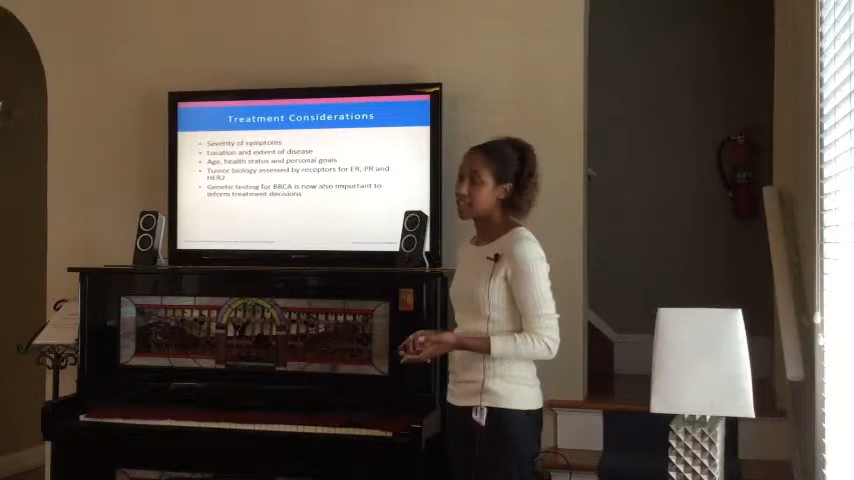 Treatment Considerations
• Severity of symptoms
• Location and extent of disease
• Age, health status and personal goals
• Tumor biology assessed by receptors for ER, PR and
HER2
• Genetic testing for BRCA is now also important to
inform treatment decisions